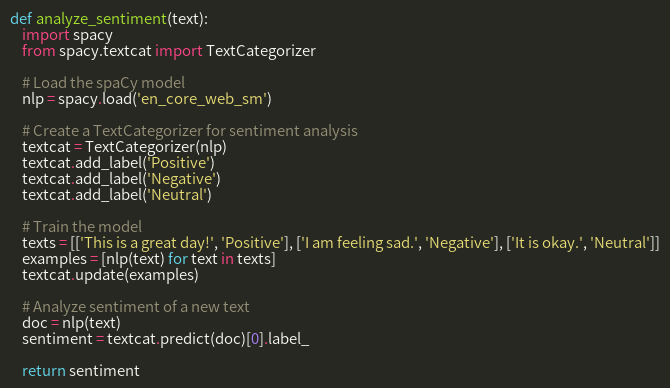 def analyze_sentiment(text):
    import spacy
    from spacy.textcat import TextCategorizer

    # Load the spaCy model
    nlp = spacy.load('en_core_web_sm')

    # Create a TextCategorizer for sentiment analysis
    textcat = TextCategorizer(nlp)
    textcat.add_label('Positive')
    textcat.add_label('Negative')
    textcat.add_label('Neutral')

    # Train the model
    texts = [['This is a great day!', 'Positive'], ['I am feeling sad.', 'Negative'], ['It is okay.', 'Neutral']]
    examples = [nlp(text) for text in texts]
    textcat.update(examples)

    # Analyze sentiment of a new text
    doc = nlp(text)
    sentiment = textcat.predict(doc)[0].label_

    return sentiment